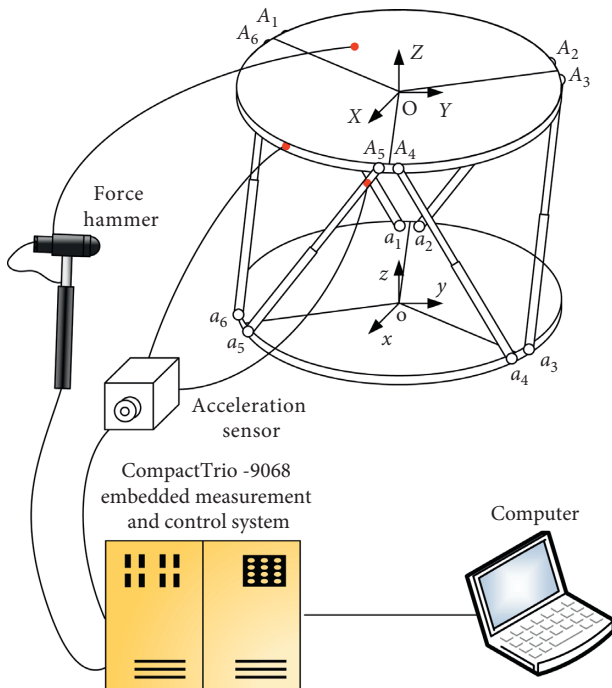 A1
A6
Z
A2
A3
X
O
Y
A5
A4
Force
hammer
a1
a2
z
y
o
x
a6
a5
a4
a3
Acceleration
sensor
CompactTrio -9068
embedded measurement
and control system
Computer